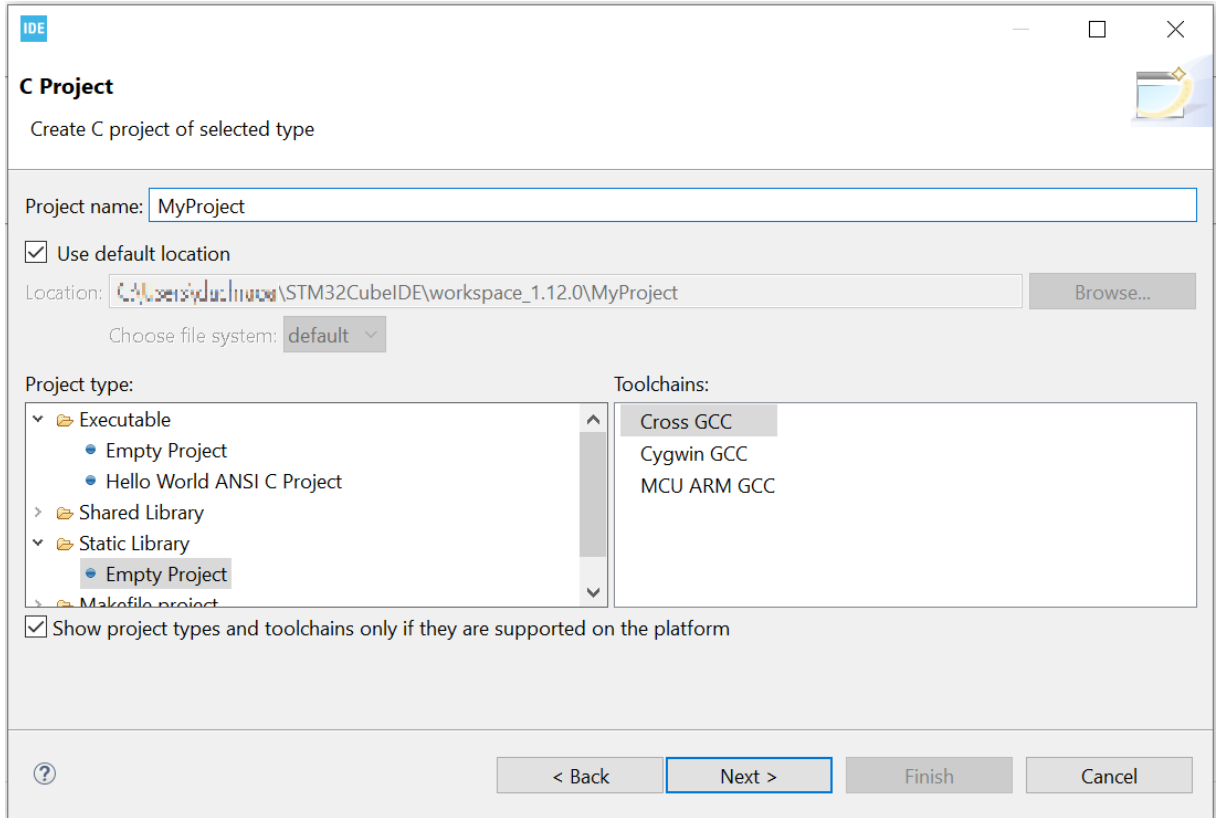 IDE
C Project
Create C project of selected type
Project name: MyProject
Use default location
Location: \STM32CubeIDE\workspace_1.12.0\MyProject Browse...
Choose file system: default
Project type:
Toolchains:
Executable
Empty Project
Hello World ANSI C Project
Shared Library
Static Library
Empty Project
Makefile project
Cross GCC
Cygwin GCC
MCU ARM GCC
Show project types and toolchains only if they are supported on the platform
? < Back Next > Finish Cancel